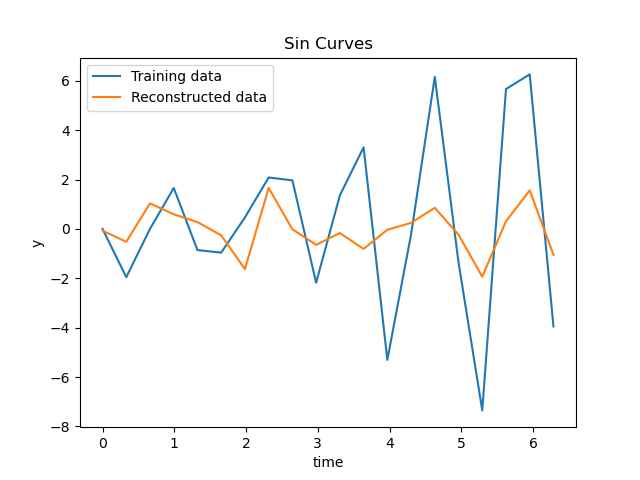 Sin Curves
Training data
Reconstructed data
6
4
2
0
−2
−4
−6
−8
y
0 1 2 3 4 5 6
time